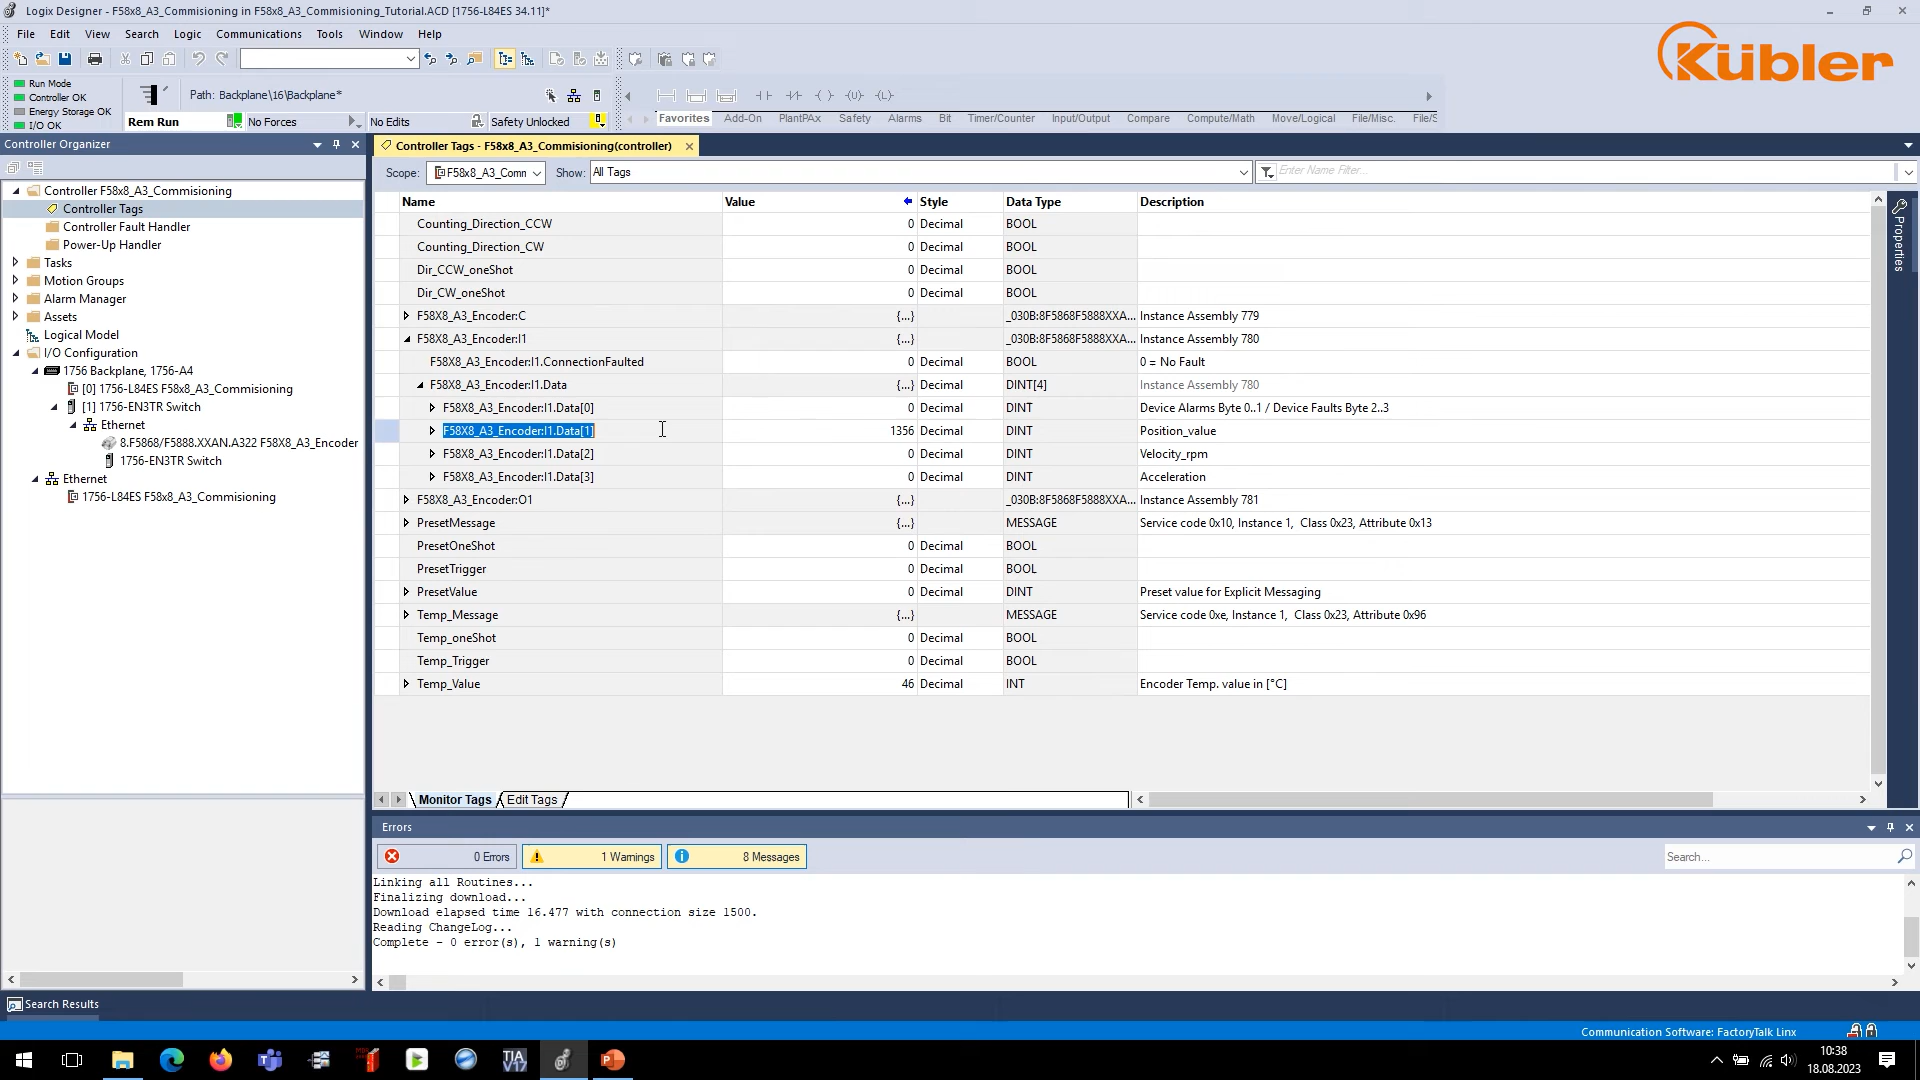 Logix Designer - F58x8_A3_Commisioning in F58x8_A3_Commisioning_Tutorial.ACD [1756-L84ES 34.11]*
File Edit View Search Logic Communications Tools Window Help
Kübler
Run Mode
Controller OK
Energy Storage OK
I/O OK
Path: Backplane\16\Backplane*
Rem Run No Forces No Edits Safety Unlocked
Favorites Add-On PlantPAx Safety Alarms Bit Timer/Counter Input/Output Compare Compute/Math Move/Logical File/Misc. File/S
Controller Organizer
Controller F58x8_A3_Commisioning
Controller Tags
Controller Fault Handler
Power-Up Handler
Tasks
Motion Groups
Alarm Manager
Assets
Logical Model
I/O Configuration
1756 Backplane, 1756-A4
[0] 1756-L84ES F58x8_A3_Commisioning
[1] 1756-EN3TR Switch
Ethernet
8.F5868/F5888.XXAN.A322 F58X8_A3_Encoder
1756-EN3TR Switch
Ethernet
1756-L84ES F58x8_A3_Commisioning
Controller Tags - F58x8_A3_Commisioning(controller)
Scope: F58x8_A3_Comn Show: All Tags Enter Name Filter...
Name Value Style Data Type Description
Counting_Direction_CCW 0 Decimal BOOL
Counting_Direction_CW 0 Decimal BOOL
Dir_CCW_oneShot 0 Decimal BOOL
Dir_CW_oneShot 0 Decimal BOOL
F58X8_A3_Encoder:C {...} _030B:8F5868F5888XXA... Instance Assembly 779
F58X8_A3_Encoder:I1 {...} _030B:8F5868F5888XXA... Instance Assembly 780
F58X8_A3_Encoder:I1.ConnectionFaulted 0 Decimal BOOL 0 = No Fault
F58X8_A3_Encoder:I1.Data {...} DINT[4] Instance Assembly 780
F58X8_A3_Encoder:I1.Data[0] 0 Decimal DINT Device Alarms Byte 0..1 / Device Faults Byte 2..3
F58X8_A3_Encoder:I1.Data[1] 1356 Decimal DINT Position_value
F58X8_A3_Encoder:I1.Data[2] 0 Decimal DINT Velocity_rpm
F58X8_A3_Encoder:I1.Data[3] 0 Decimal DINT Acceleration
F58X8_A3_Encoder:O1 {...} _030B:8F5868F5888XXA... Instance Assembly 781
PresetMessage {...} MESSAGE Service code 0x10, Instance 1, Class 0x23, Attribute 0x13
PresetOneShot 0 Decimal BOOL
PresetTrigger 0 Decimal BOOL
PresetValue 0 Decimal DINT Preset value for Explicit Messaging
Temp_Message {...} MESSAGE Service code 0xe, Instance 1, Class 0x23, Attribute 0x96
Temp_oneShot 0 Decimal BOOL
Temp_Trigger 0 Decimal BOOL
Temp_Value 46 Decimal INT Encoder Temp. value in [°C]
Properties
Monitor Tags Edit Tags
Errors
0 Errors 1 Warnings 8 Messages Search...
Linking all Routines...
Finalizing download...
Download elapsed time 16.477 with connection size 1500.
Reading ChangeLog...
Complete - 0 error(s), 1 warning(s)
Search Results
Communication Software: FactoryTalk Linx
TIA V17
10:38
18.08.2023